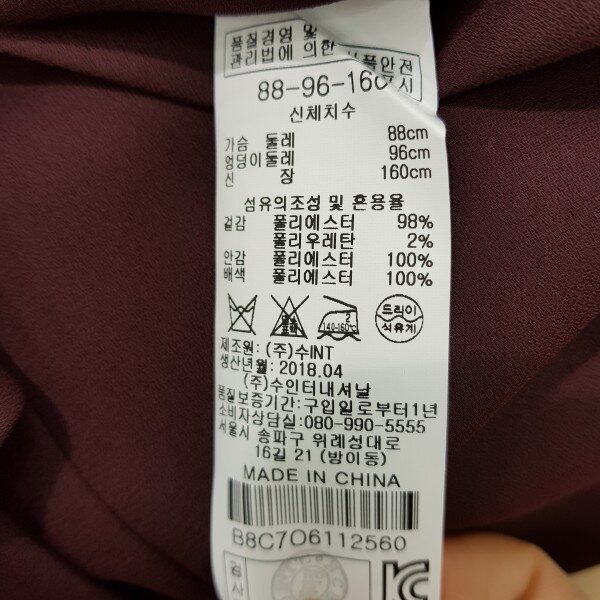 품질경영 및
관리법에 의한 품안전
88-96-160 표시
신체치수
가슴 둘레 88cm
엉덩이둘레 96cm
신 장 160cm
섬유의조성 및 혼용율
겉감 폴리에스터 98%
폴리우레탄 2%
안감 폴리에스터 100%
배색 폴리에스터 100%
2
140-160℃
드라이
석유계
제조원: (주)수INT
생산년월: 2018.04
(주)수인터내셔날
품질보증기간: 구입일로부터1년
소비자상담실:080-990-5555
서울시 송파구 위례성대로
16길 21 (방이동)
MADE IN CHINA
B8C7O6112560
검사